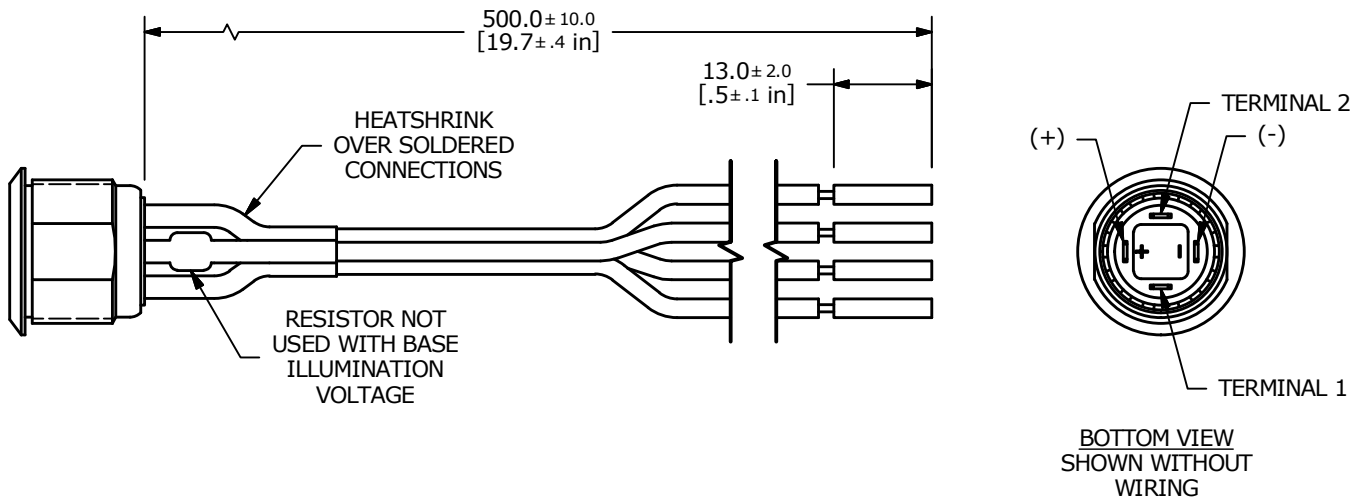 500.0±10.0
[19.7±.4 in]
13.0±2.0
[.5±.1 in]
HEATSHRINK
OVER SOLDERED
CONNECTIONS
RESISTOR NOT
USED WITH BASE
ILLUMINATION
VOLTAGE
TERMINAL 2
(+)
(-)
+
-
TERMINAL 1
BOTTOM VIEW
SHOWN WITHOUT
WIRING